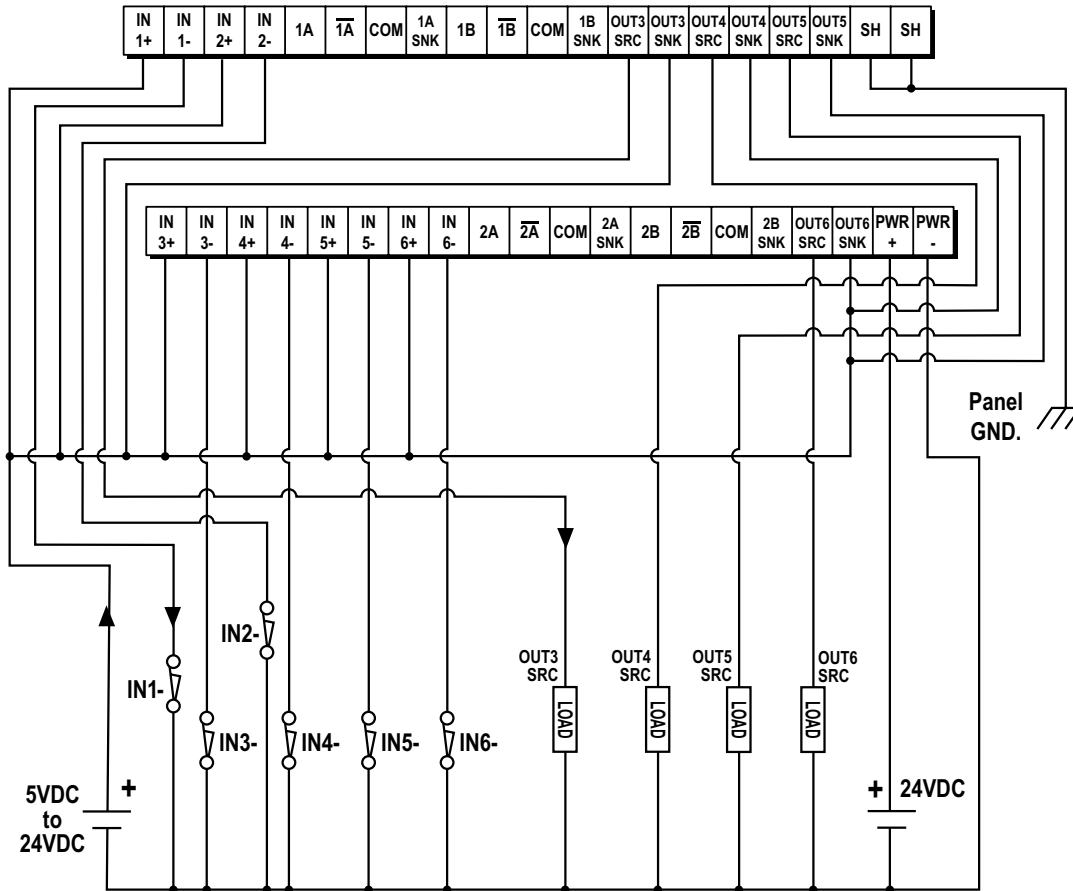 IN 1+ IN 1- IN 2+ IN 2- 1A 1̅A̅ COM 1A SNK 1B 1̅B̅ COM 1B SNK OUT3 SRC OUT3 SNK OUT4 SRC OUT4 SNK OUT5 SRC OUT5 SNK SH SH
IN 3+ IN 3- IN 4+ IN 4- IN 5+ IN 5- IN 6+ IN 6- 2A 2̅A̅ COM 2A SNK 2B 2̅B̅ COM 2B SNK OUT6 SRC OUT6 SNK PWR + PWR -
Panel
GND.
IN2-
IN1-
OUT3
SRC
OUT4
SRC
OUT5
SRC
OUT6
SRC
LOAD
LOAD
LOAD
LOAD
IN3-
IN4-
IN5-
IN6-
5VDC
to
24VDC
+
+ 24VDC